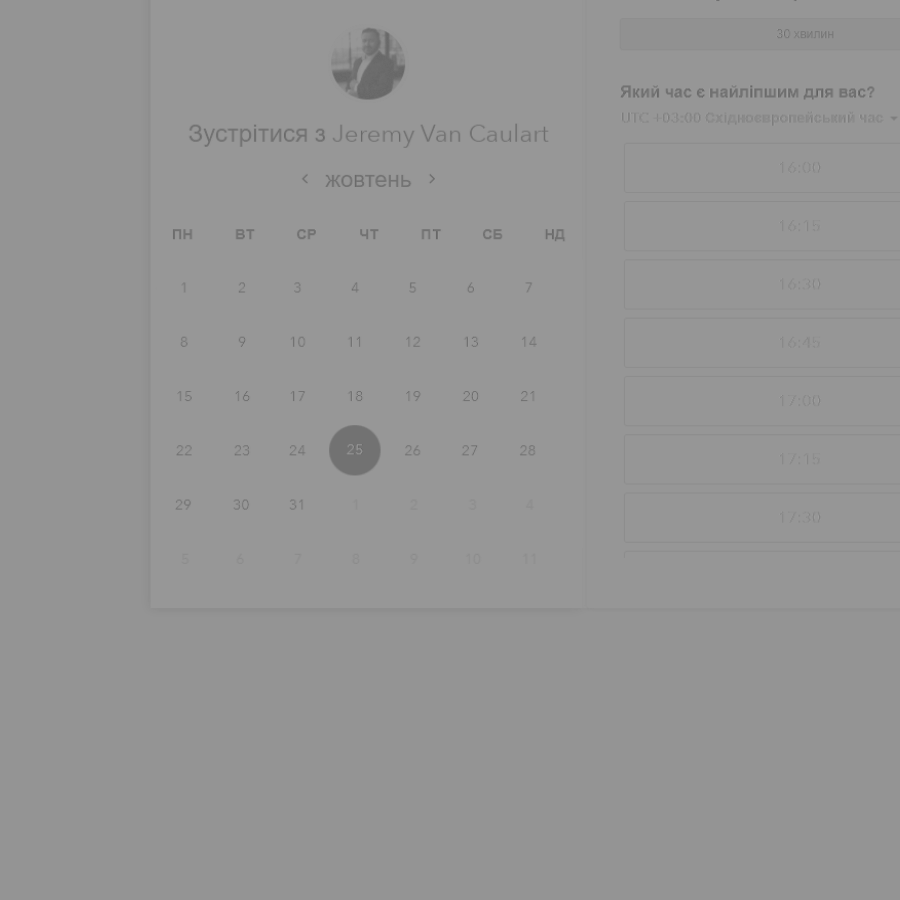 Зустрітися з Jeremy Van Caulart
‹ жовтень ›
ПН ВТ СР ЧТ ПТ СБ НД
1 2 3 4 5 6 7
8 9 10 11 12 13 14
15 16 17 18 19 20 21
22 23 24 25 26 27 28
29 30 31 1 2 3 4
5 6 7 8 9 10 11
30 хвилин
Який час є найліпшим для вас?
UTC +03:00 Східноєвропейський час
16:00
16:15
16:30
16:45
17:00
17:15
17:30